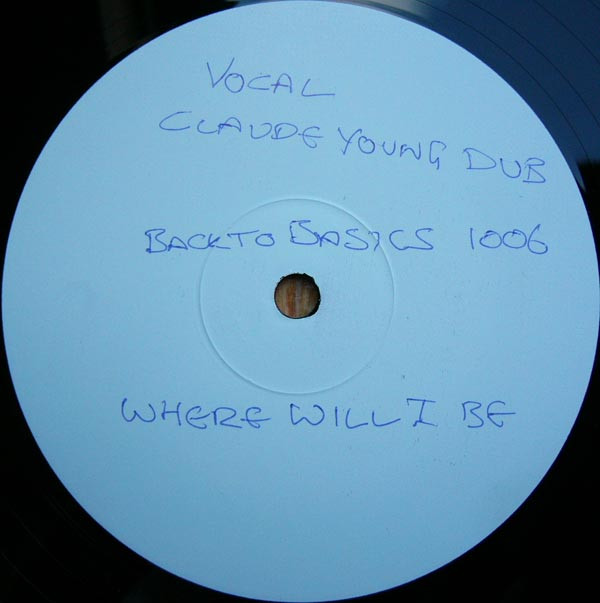 VOCAL
CLAUDE YOUNG DUB
BACK TO BASICS 1006
WHERE WILL I BE